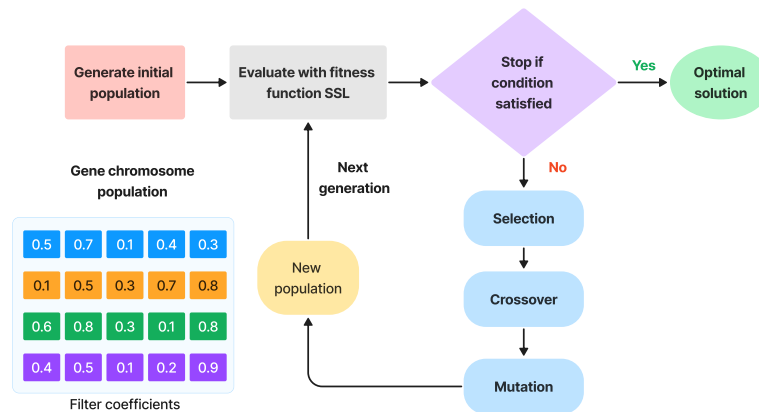 Generate initial
population
Evaluate with fitness
function SSL
Stop if
condition
satisfied
Yes
Optimal
solution
No
Next
generation
Selection
Crossover
Mutation
New
population
Gene chromosome
population
0.5 0.7 0.1 0.4 0.3
0.1 0.5 0.3 0.7 0.8
0.6 0.8 0.3 0.1 0.8
0.4 0.5 0.1 0.2 0.9
Filter coefficients